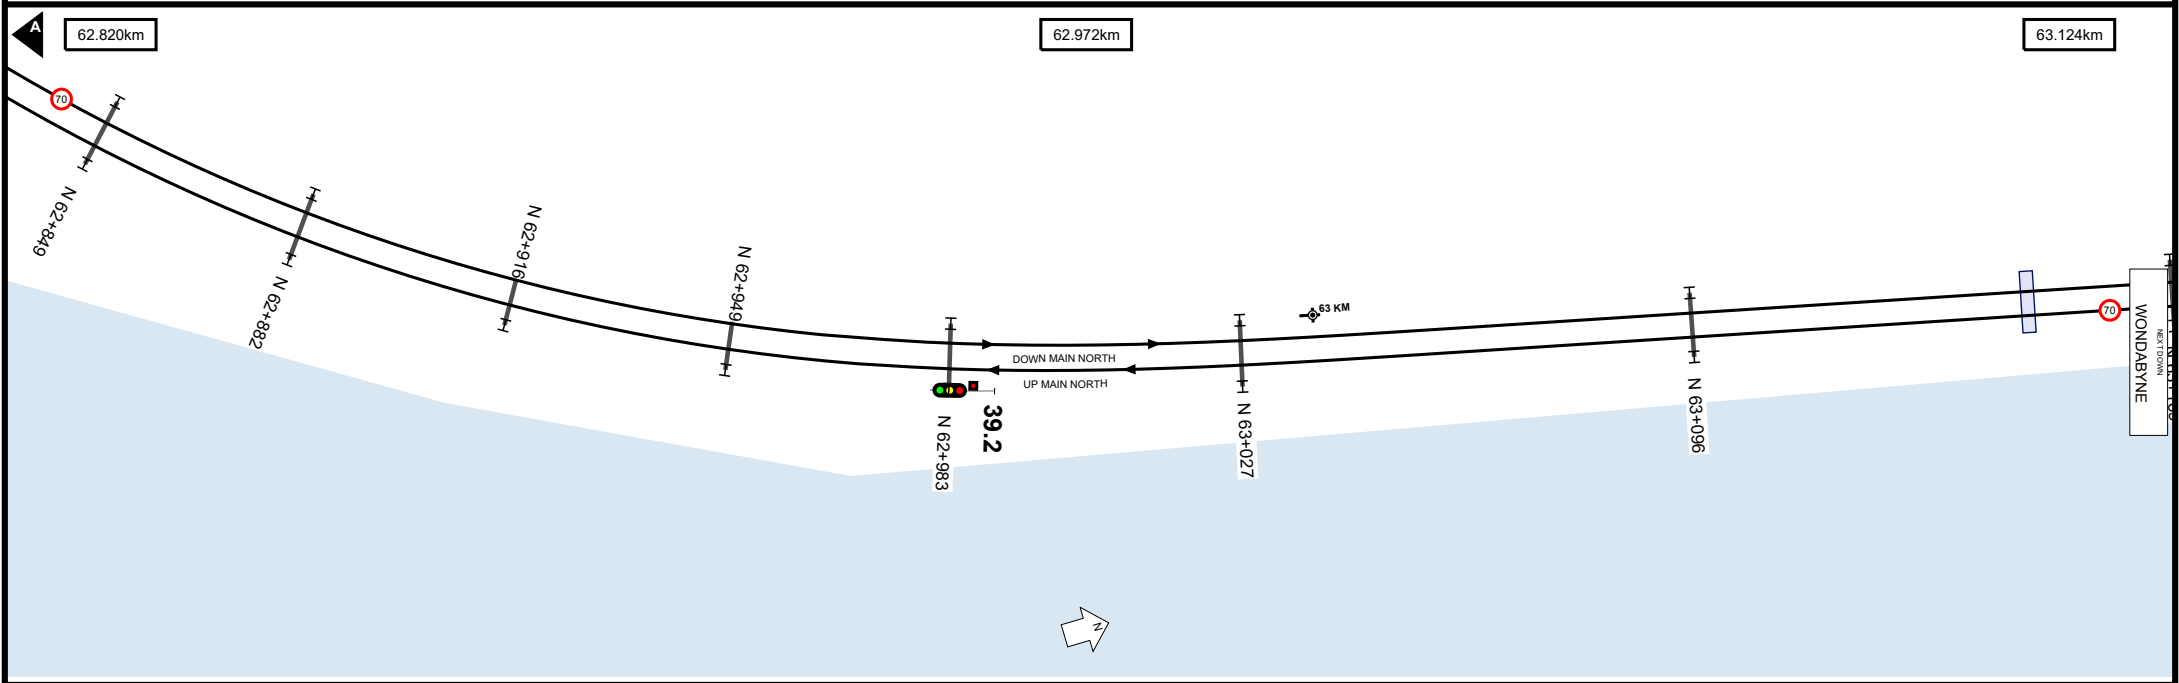 A
62.820km
62.972km
63.124km
70
N 62+849
N 62+882
N 62+916
N 62+949
DOWN MAIN NORTH
UP MAIN NORTH
39.2
N 62+983
N 63+027
63 KM
N 63+096
70
WONDABYNE
NEXT DOWN
N